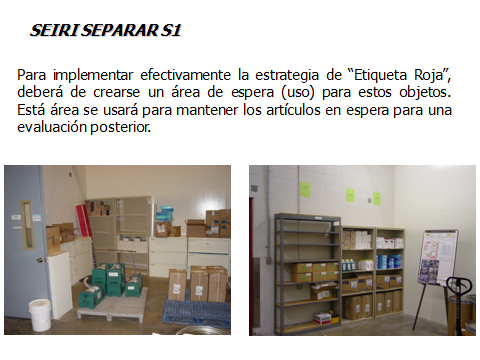 SEIRI SEPARAR S1
Para implementar efectivamente la estrategia de “Etiqueta Roja”,
deberá de crearse un área de espera (uso) para estos objetos.
Está área se usará para mantener los artículos en espera para una
evaluación posterior.